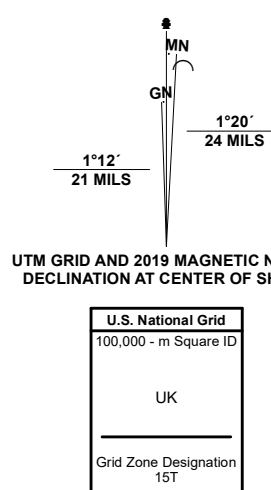 MN
GN
1°20´
24 MILS
1°12´
21 MILS
UTM GRID AND 2019 MAGNETIC N
DECLINATION AT CENTER OF SH
U.S. National Grid
100,000 - m Square ID
UK
Grid Zone Designation
15T